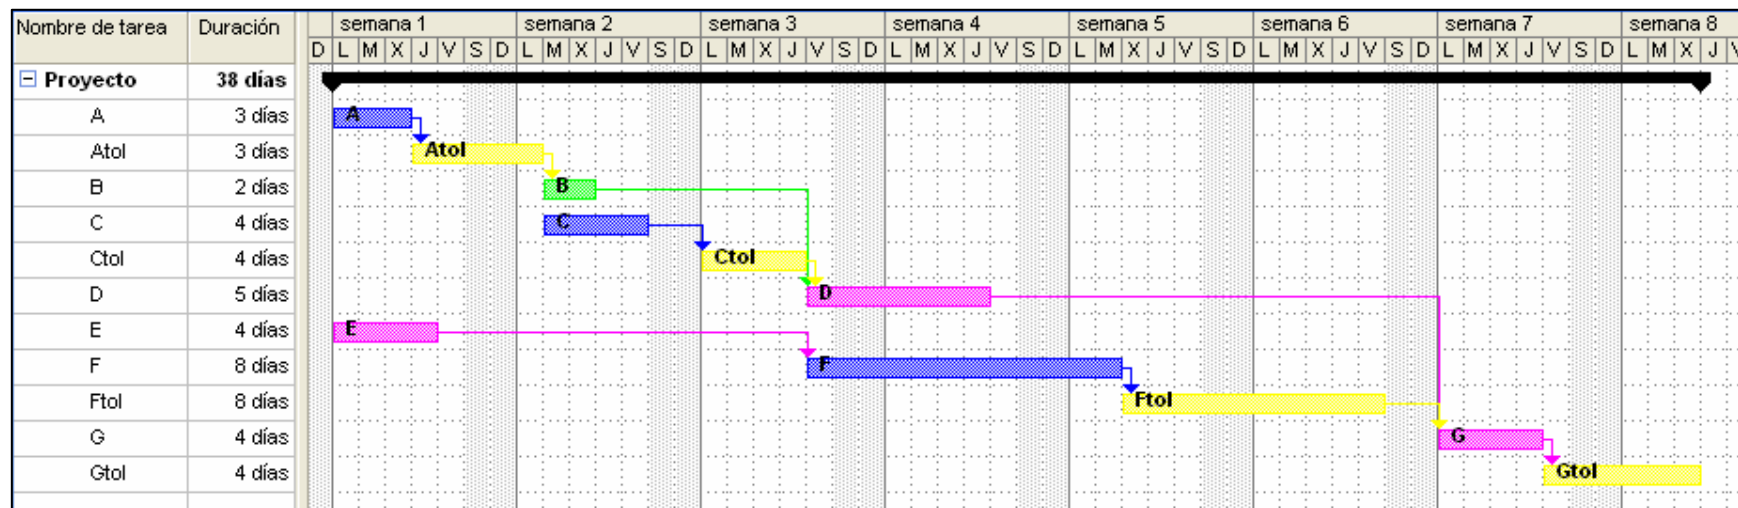 Nombre de tarea Duración semana 1 semana 2 semana 3 semana 4 semana 5 semana 6 semana 7 semana 8
D L M X J V S D L M X J V S D L M X J V S D L M X J V S D L M X J V S D L M X J V S D L M X J V S D L M X J V
Proyecto 38 días
A 3 días A
Atol 3 días Atol
B 2 días B
C 4 días C
Ctol 4 días Ctol
D 5 días D
E 4 días E
F 8 días F
Ftol 8 días Ftol
G 4 días G
Gtol 4 días Gtol